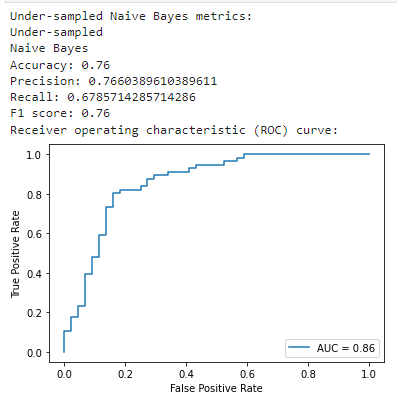 Under-sampled Naive Bayes metrics:
Under-sampled
Naive Bayes
Accuracy: 0.76
Precision: 0.7660389610389611
Recall: 0.6785714285714286
F1 score: 0.76
Receiver operating characteristic (ROC) curve:
1.0
0.8
0.6
0.4
0.2
0.0
True Positive Rate
AUC = 0.86
0.0 0.2 0.4 0.6 0.8 1.0
False Positive Rate